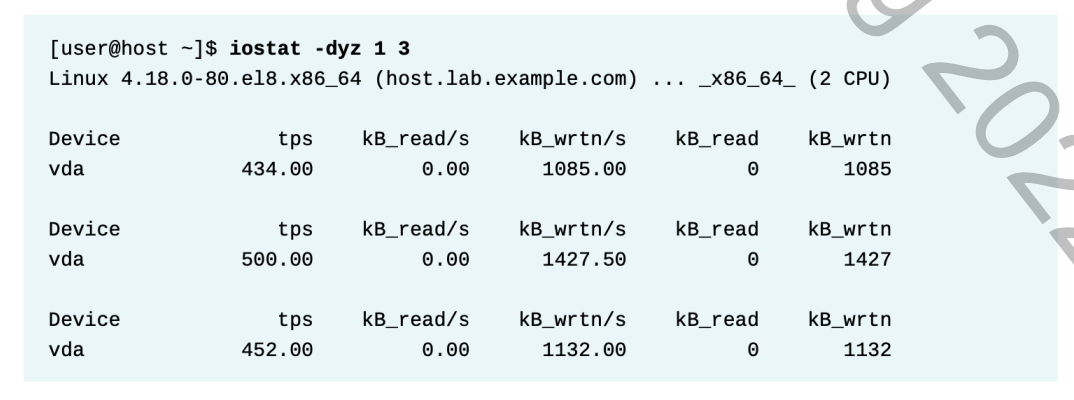 [user@host ~]$ iostat -dyz 1 3
Linux 4.18.0-80.el8.x86_64 (host.lab.example.com) ... _x86_64_ (2 CPU)
Device tps kB_read/s kB_wrtn/s kB_read kB_wrtn
vda 434.00 0.00 1085.00 0 1085
Device tps kB_read/s kB_wrtn/s kB_read kB_wrtn
vda 500.00 0.00 1427.50 0 1427
Device tps kB_read/s kB_wrtn/s kB_read kB_wrtn
vda 452.00 0.00 1132.00 0 1132